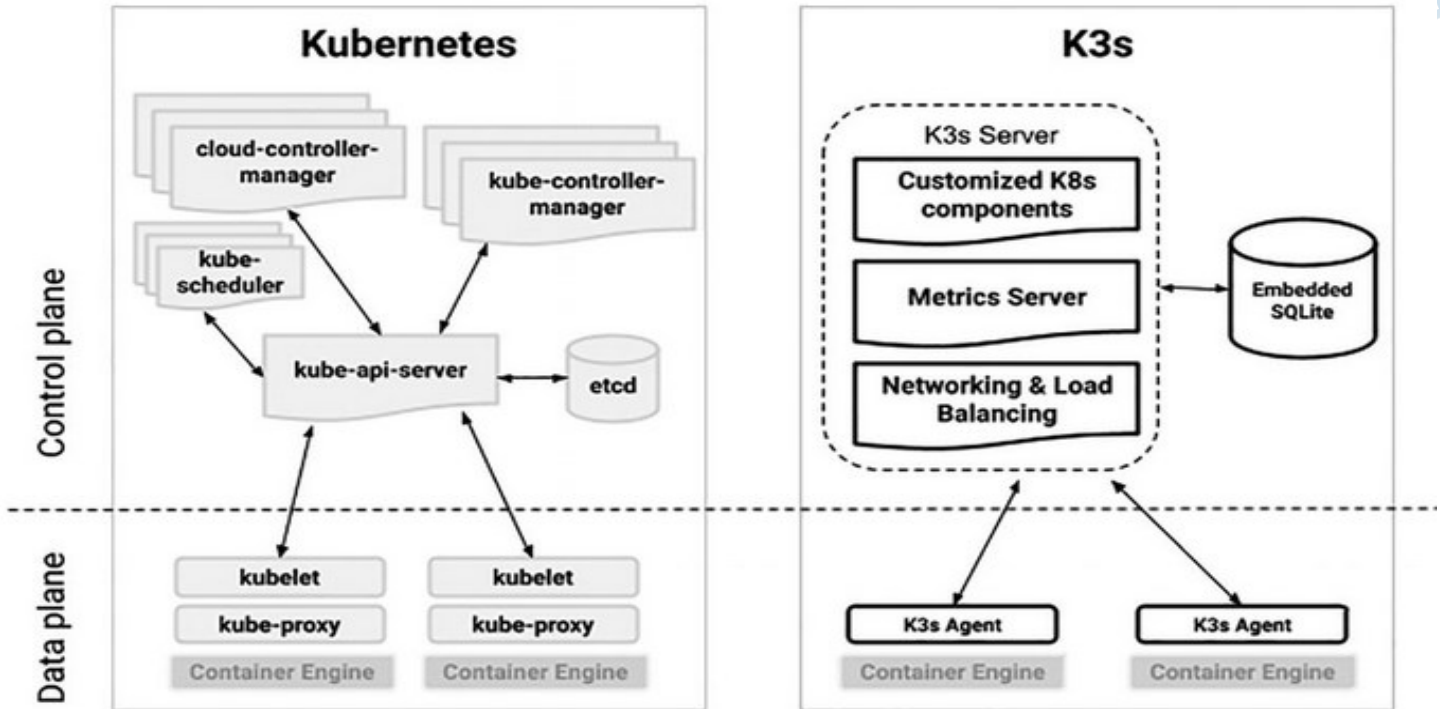 Kubernetes
cloud-controller-
manager
kube-controller-
manager
kube-
scheduler
kube-api-server
etcd
Control plane
kubelet
kubelet
kube-proxy
kube-proxy
Container Engine
Container Engine
Data plane
K3s
K3s Server
Customized K8s
components
Metrics Server
Networking & Load
Balancing
Embedded
SQLite
K3s Agent
K3s Agent
Container Engine
Container Engine